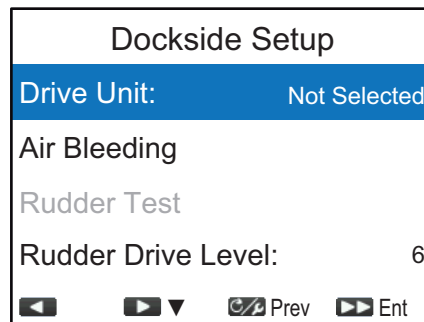 Dockside Setup
Drive Unit: Not Selected
Air Bleeding
Rudder Test
Rudder Drive Level: 6
Prev Ent